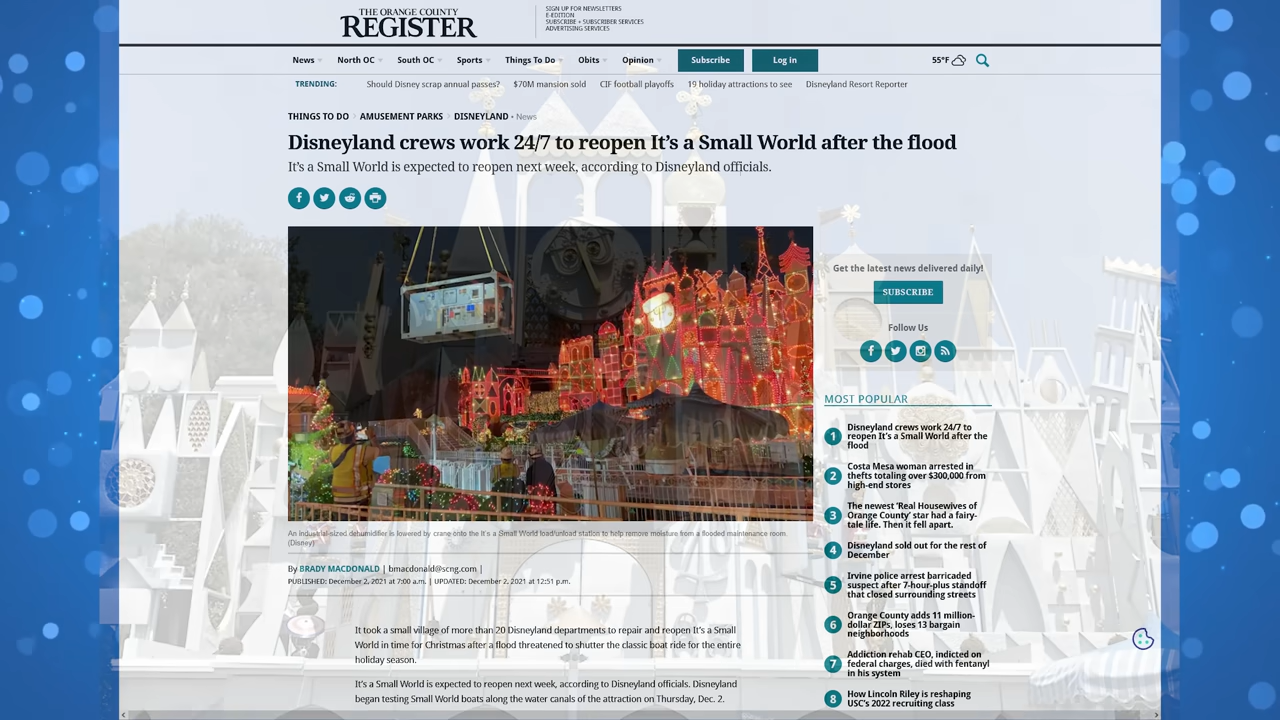 THE ORANGE COUNTY
REGISTER
SIGN UP FOR NEWSLETTERS
E-EDITION
SUBSCRIBE + SUBSCRIBER SERVICES
ADVERTISING SERVICES
News North OC South OC Sports Things To Do Obits Opinion Subscribe Log In 55°F
TRENDING: Should Disney scrap annual passes? $70M mansion sold CIF football playoffs 19 holiday attractions to see Disneyland Resort Reporter
THINGS TO DO > AMUSEMENT PARKS > DISNEYLAND • News
Disneyland crews work 24/7 to reopen It’s a Small World after the flood
It’s a Small World is expected to reopen next week, according to Disneyland officials.
An industrial-sized dehumidifier is lowered by crane onto the It’s a Small World load/unload station to help remove moisture from a flooded maintenance room.
(Disney)
By BRADY MACDONALD | bmacdonald@scng.com |
PUBLISHED: December 2, 2021 at 7:00 a.m. | UPDATED: December 2, 2021 at 12:51 p.m.
It took a small village of more than 20 Disneyland departments to repair and reopen It’s a Small
World in time for Christmas after a flood threatened to shutter the classic boat ride for the entire
holiday season.
It’s a Small World is expected to reopen next week, according to Disneyland officials. Disneyland
began testing Small World boats along the water canals of the attraction on Thursday, Dec. 2.
Get the latest news delivered daily!
SUBSCRIBE
Follow Us
MOST POPULAR
1 Disneyland crews work 24/7 to
reopen It’s a Small World after the
flood
2 Costa Mesa woman arrested in
thefts totaling over $300,000 from
high-end stores
3 The newest ‘Real Housewives of
Orange County’ star had a fairy-
tale life. Then it fell apart.
4 Disneyland sold out for the rest of
December
5 Irvine police arrest barricaded
suspect after 7-hour-plus standoff
that closed surrounding streets
6 Orange County adds 11 million-
dollar ZIPs, loses 13 bargain
neighborhoods
7 Addiction rehab CEO, indicted on
federal charges, died with fentanyl
in his system
8 How Lincoln Riley is reshaping
USC’s 2022 recruiting class